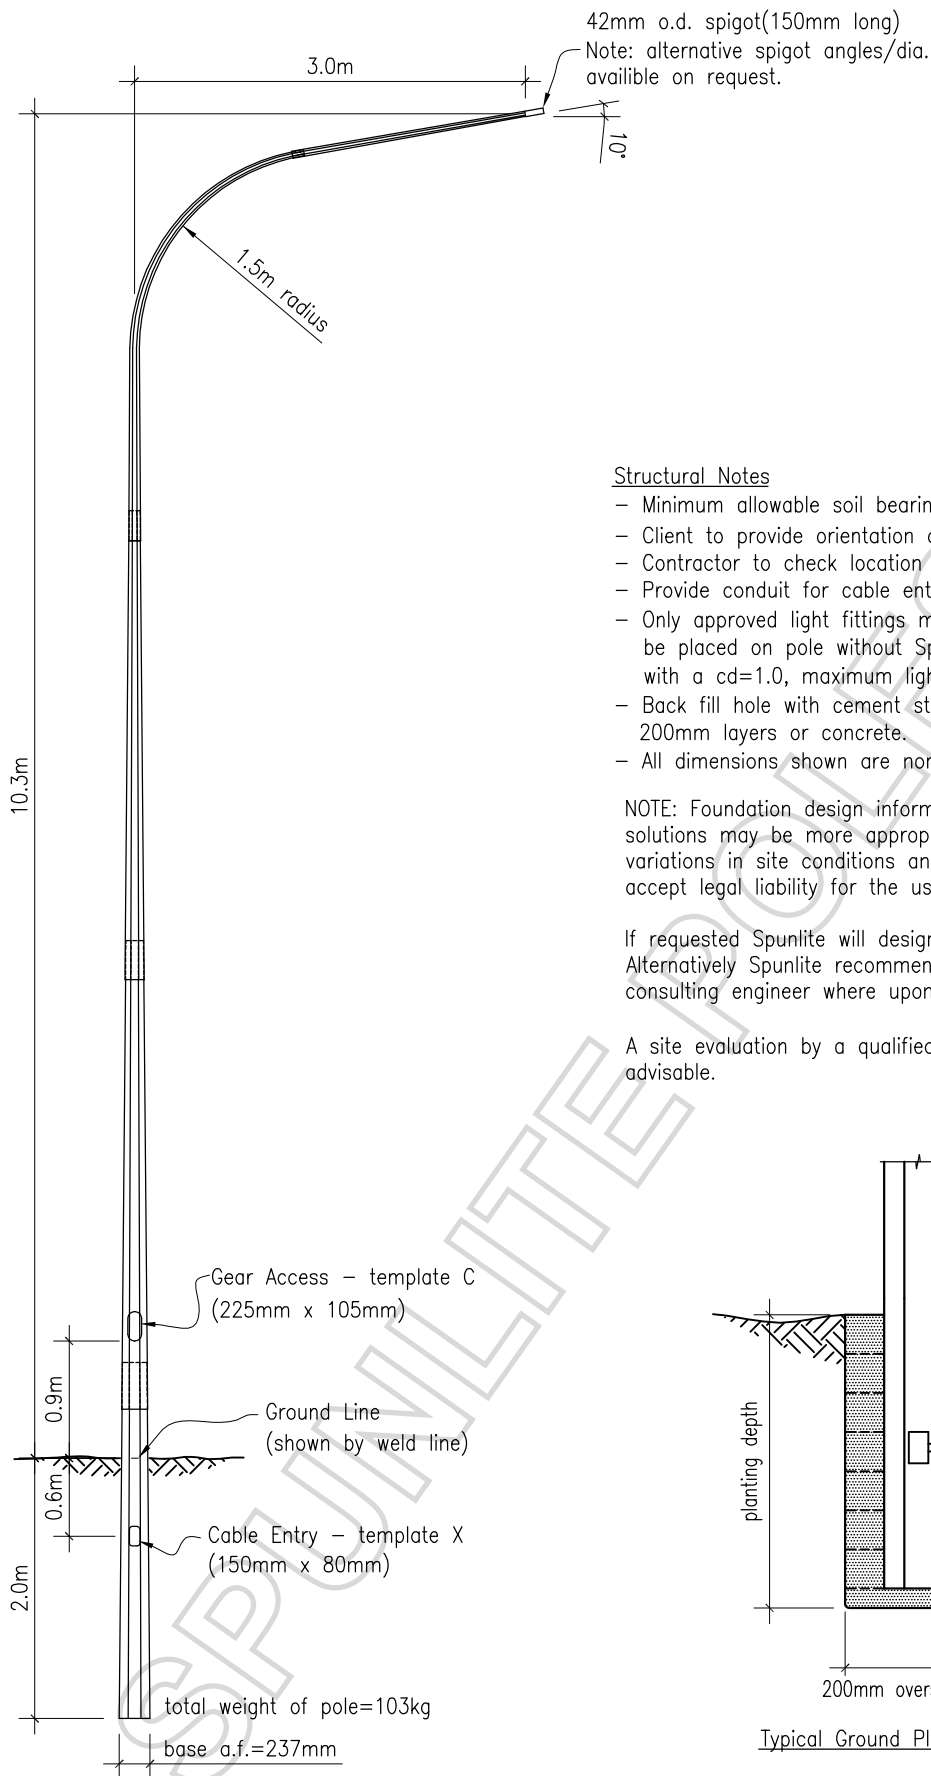 42mm o.d. spigot(150mm long)
Note: alternative spigot angles/dia.
availible on request.
3.0m
10°
1.5m radius
10.3m
Structural Notes
– Minimum allowable soil bearin
– Client to provide orientation
– Contractor to check location
– Provide conduit for cable ent
– Only approved light fittings m
be placed on pole without Sp
with a cd=1.0, maximum ligh
– Back fill hole with cement st
200mm layers or concrete.
– All dimensions shown are nor
NOTE: Foundation design inform
solutions may be more approp
variations in site conditions an
accept legal liability for the us
If requested Spunlite will design
Alternatively Spunlite recommen
consulting engineer where upon
A site evaluation by a qualified
advisable.
Gear Access – template C
(225mm x 105mm)
0.9m
Ground Line
(shown by weld line)
0.6m
Cable Entry – template X
(150mm x 80mm)
2.0m
total weight of pole=103kg
base a.f.=237mm
planting depth
200mm overs
Typical Ground Pl
SPUNLITE POLES